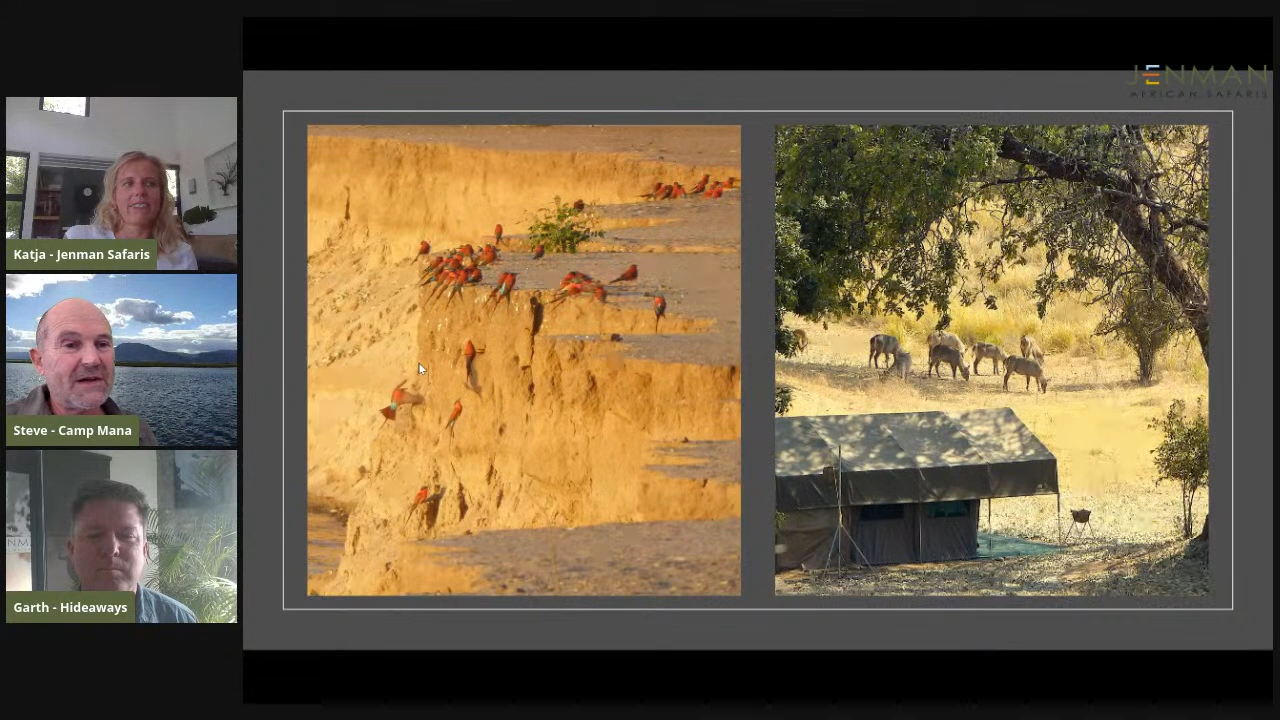 JENMAN
AFRICAN SAFARIS
Katja - Jenman Safaris
Steve - Camp Mana
Garth - Hideaways